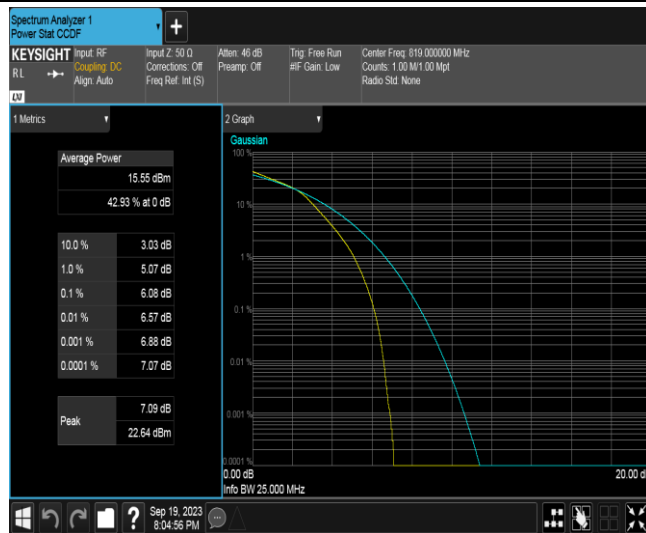 Spectrum Analyzer 1
Power Stat CCDF
KEYSIGHT
Input: RF
Coupling: DC
Align: Auto
Input Z: 50 Ω
Corrections: Off
Freq Ref: Int (S)
Atten: 46 dB
Preamp: Off
Trig: Free Run
#IF Gain: Low
Center Freq: 819.000000 MHz
Counts: 1.00 M/1.00 Mpt
Radio Std: None
RL
LXI
1 Metrics
Average Power
15.55 dBm
42.93 % at 0 dB
10.0 % 3.03 dB
1.0 % 5.07 dB
0.1 % 6.08 dB
0.01 % 6.57 dB
0.001 % 6.88 dB
0.0001 % 7.07 dB
Peak
7.09 dB
22.64 dBm
2 Graph
Gaussian
100 %
10 %
1 %
0.1 %
0.01 %
0.001 %
0.0001 %
0.00 dB
20.00 d
Info BW 25.000 MHz
?
Sep 19, 2023
8:04:56 PM